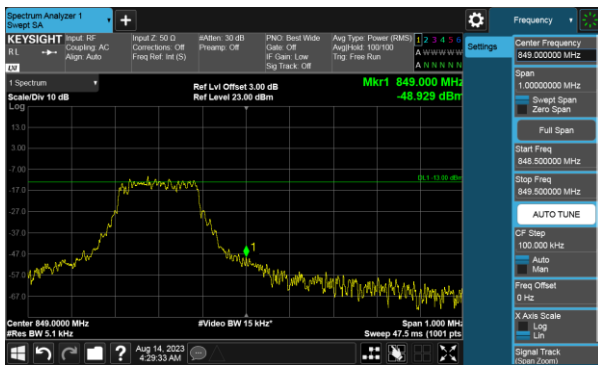 Spectrum Analyzer 1
Swept SA
+
Frequency
KEYSIGHT Input: RF
RL Coupling: AC
Align: Auto
LXI
Input Z: 50 Ω
Corrections: Off
Freq Ref: Int (S)
#Atten: 30 dB
Preamp: Off
PNO: Best Wide
Gate: Off
IF Gain: Low
Sig Track: Off
Avg Type: Power (RMS)
Avg|Hold: 100/100
Trig: Free Run
1 2 3 4 5 6
A W W W W W
A N N N N N
Settings
Center Frequency
849.000000 MHz
Span
1.00000000 MHz
Swept Span
Zero Span
Full Span
Start Freq
848.500000 MHz
Stop Freq
849.500000 MHz
AUTO TUNE
CF Step
100.000 kHz
Auto
Man
Freq Offset
0 Hz
X Axis Scale
Log
Lin
Signal Track
(Span Zoom)
1 Spectrum
Scale/Div 10 dB
Log
Ref Lvl Offset 3.00 dB
Ref Level 23.00 dBm
Mkr1 849.000 MHz
-48.929 dBm
13.0
3.00
-7.00
-17.0
-27.0
-37.0
-47.0
-57.0
-67.0
DL1 -13.00 dBm
1
Center 849.0000 MHz
#Res BW 5.1 kHz
#Video BW 15 kHz*
Span 1.000 MHz
Sweep 47.5 ms (1001 pts
?
Aug 14, 2023
4:29:33 AM